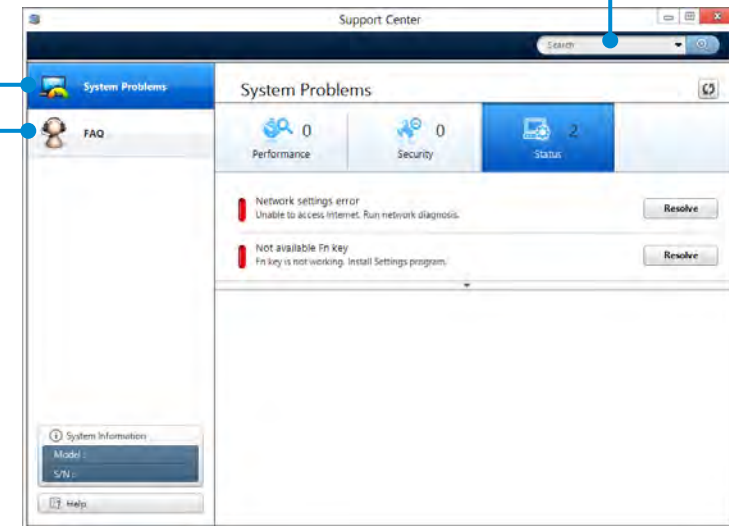 Support Center
Search
System Problems
FAQ
System Problems
0
Performance
0
Security
2
Status
Network settings error
Unable to access Internet. Run network diagnosis.
Resolve
Not available Fn key
Fn key is not working. Install Settings program.
Resolve
System Information
Model :
S/N :
Help